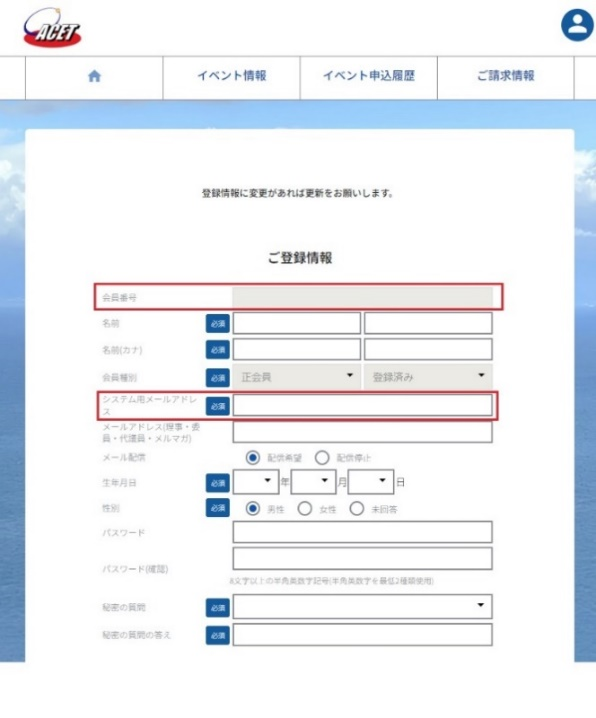 ACET
イベント情報 イベント申込履歴 ご請求情報
登録情報に変更があれば更新をお願いします。
ご登録情報
会員番号
名前 必須
名前(カナ) 必須
会員種別 必須 正会員 登録済み
システム用メールアドレ
ス 必須
メールアドレス(理事・委
員・代議員・メルマガ)
メール配信 配信希望 配信停止
生年月日 必須 年 月 日
性別 必須 男性 女性 未回答
パスワード
パスワード(確認)
8文字以上の半角英数字記号(半角英数字を最低2種類使用)
秘密の質問 必須
秘密の質問の答え 必須